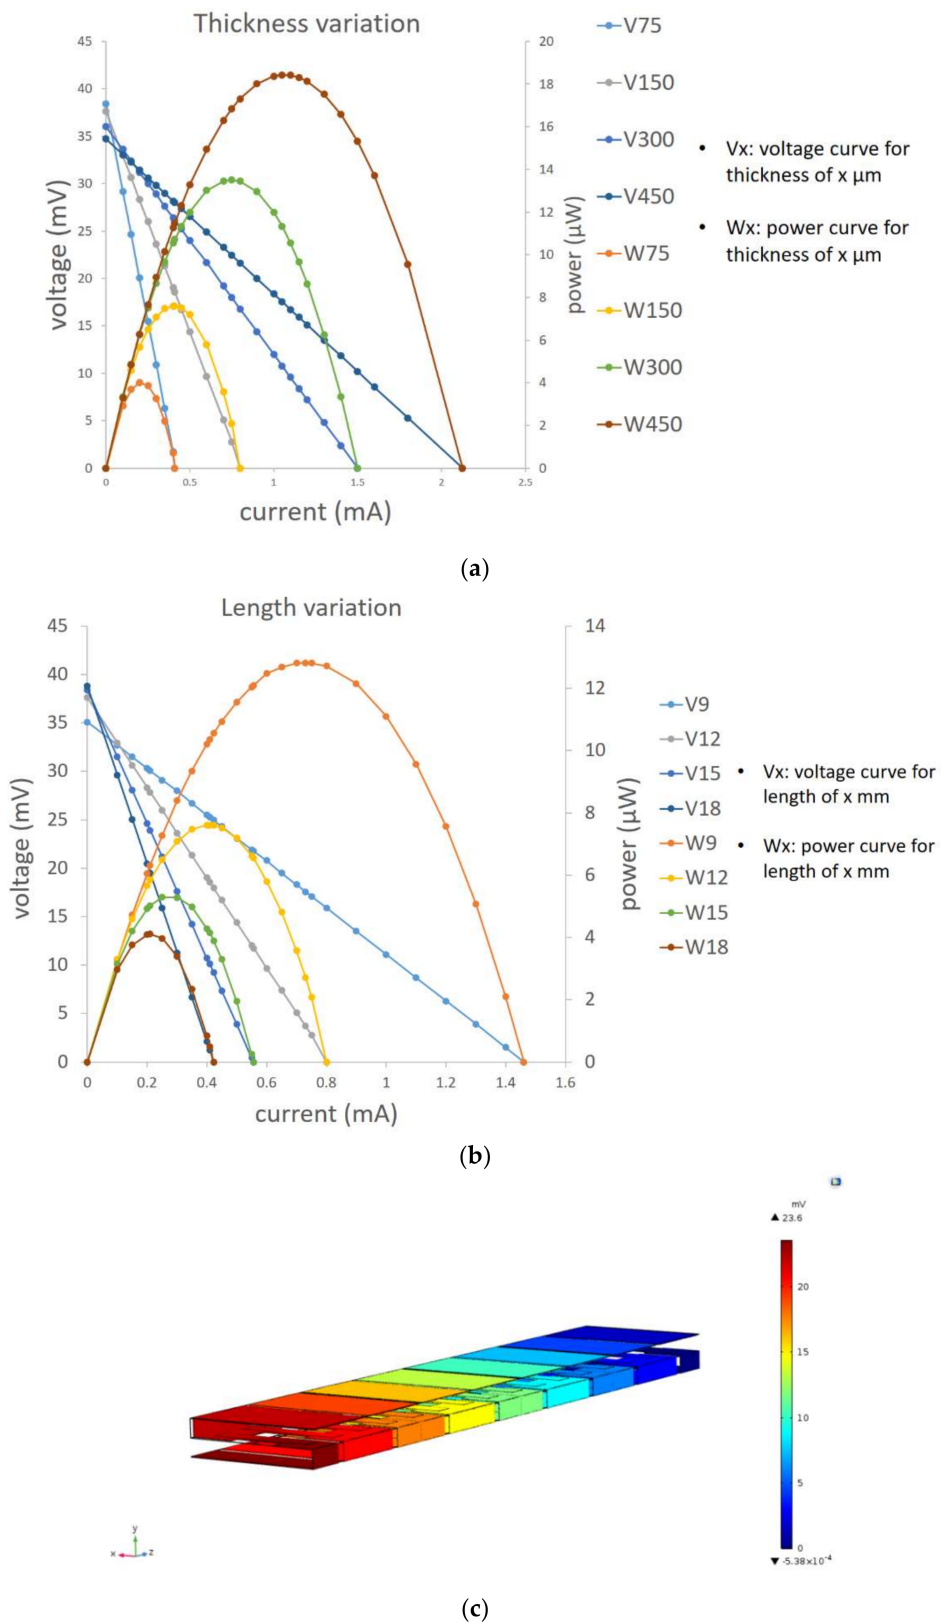 Thickness variation
45
40
35
30
25
20
15
10
5
0
voltage (mV)
20
18
16
14
12
10
8
6
4
2
0
power (µW)
0
0.5
1
1.5
2
2.5
current (mA)
V75
V150
V300
V450
W75
W150
W300
W450
• Vx: voltage curve for
thickness of x µm
• Wx: power curve for
thickness of x µm
(a)
Length variation
45
40
35
30
25
20
15
10
5
0
voltage (mV)
14
12
10
8
6
4
2
0
power (µW)
0
0.2
0.4
0.6
0.8
1
1.2
1.4
1.6
current (mA)
V9
V12
V15
V18
W9
W12
W15
W18
• Vx: voltage curve for
length of x mm
• Wx: power curve for
length of x mm
(b)
mV
▲ 23.6
20
15
10
5
0
▼ -5.38×10⁻⁴
y
x
z
(c)